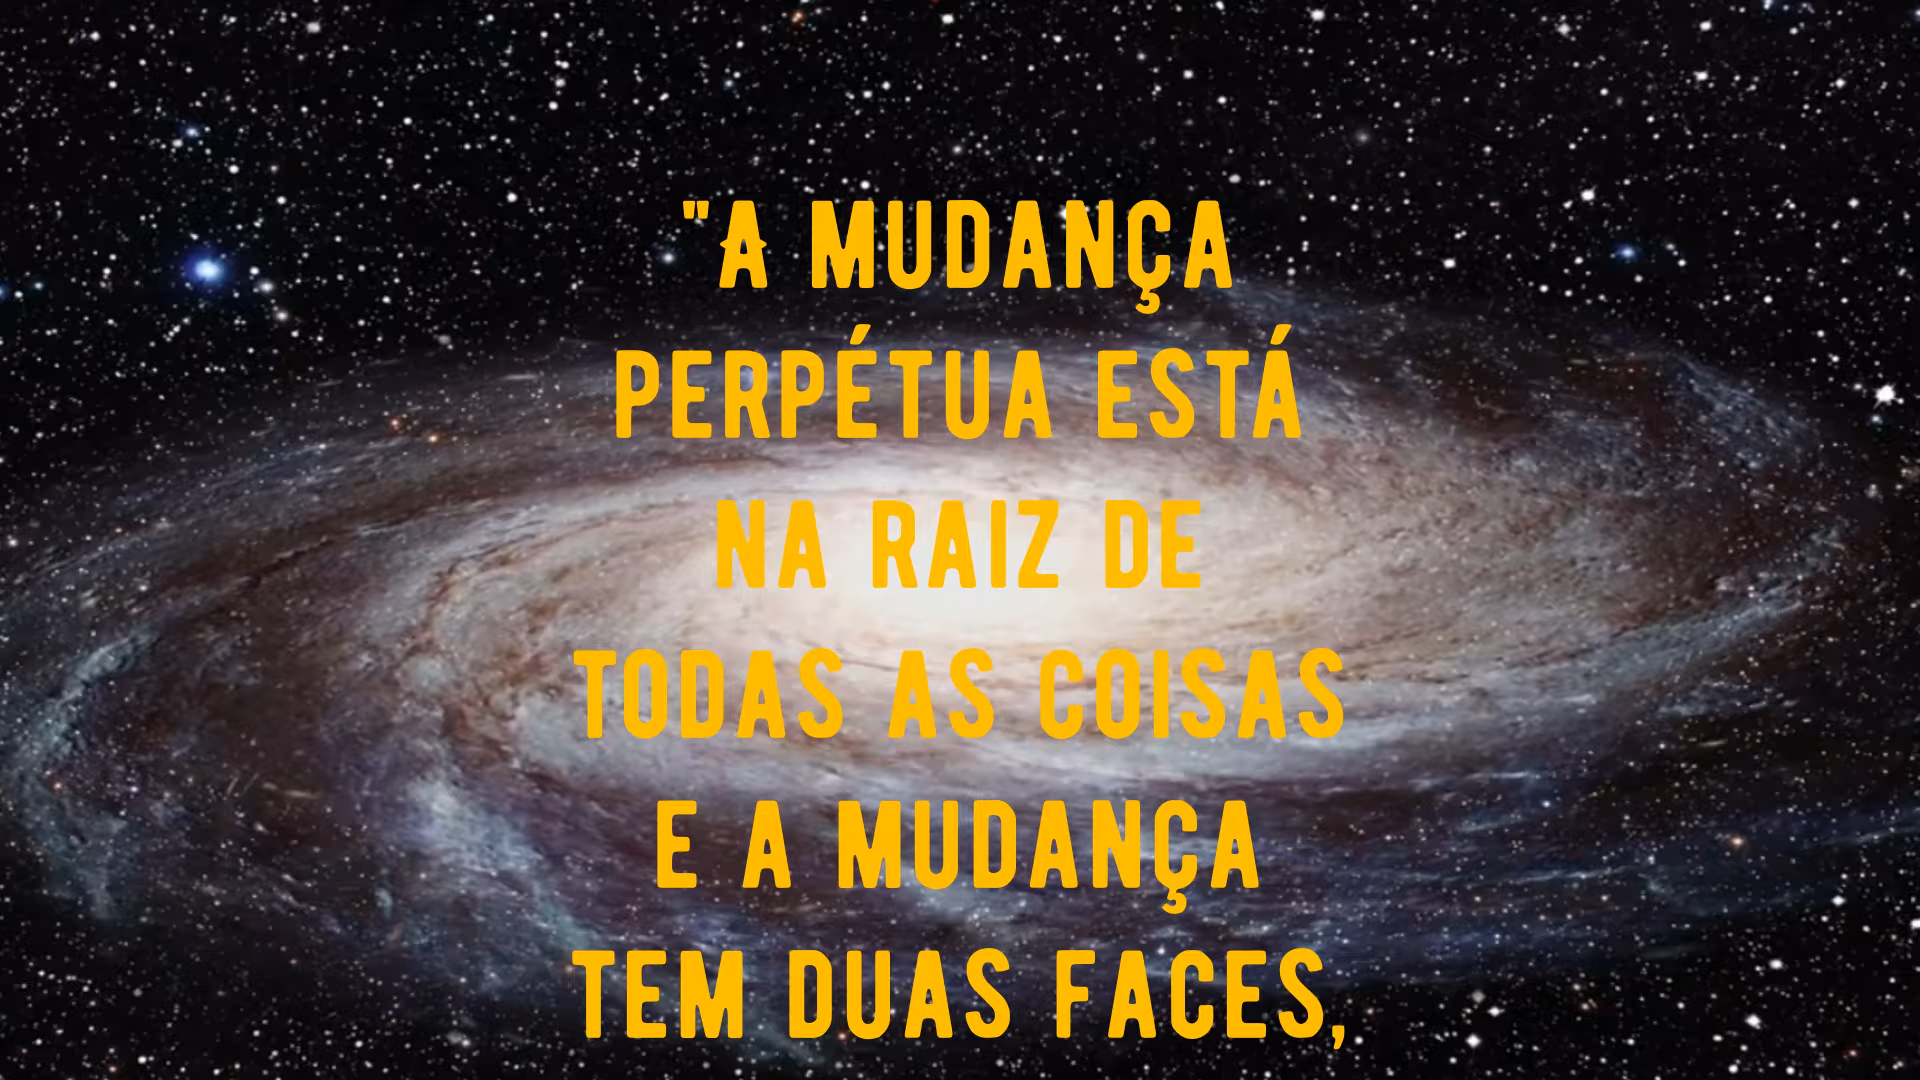 "A MUDANÇA
PERPÉTUA ESTÁ
NA RAIZ DE
TODAS AS COISAS
E A MUDANÇA
TEM DUAS FACES,